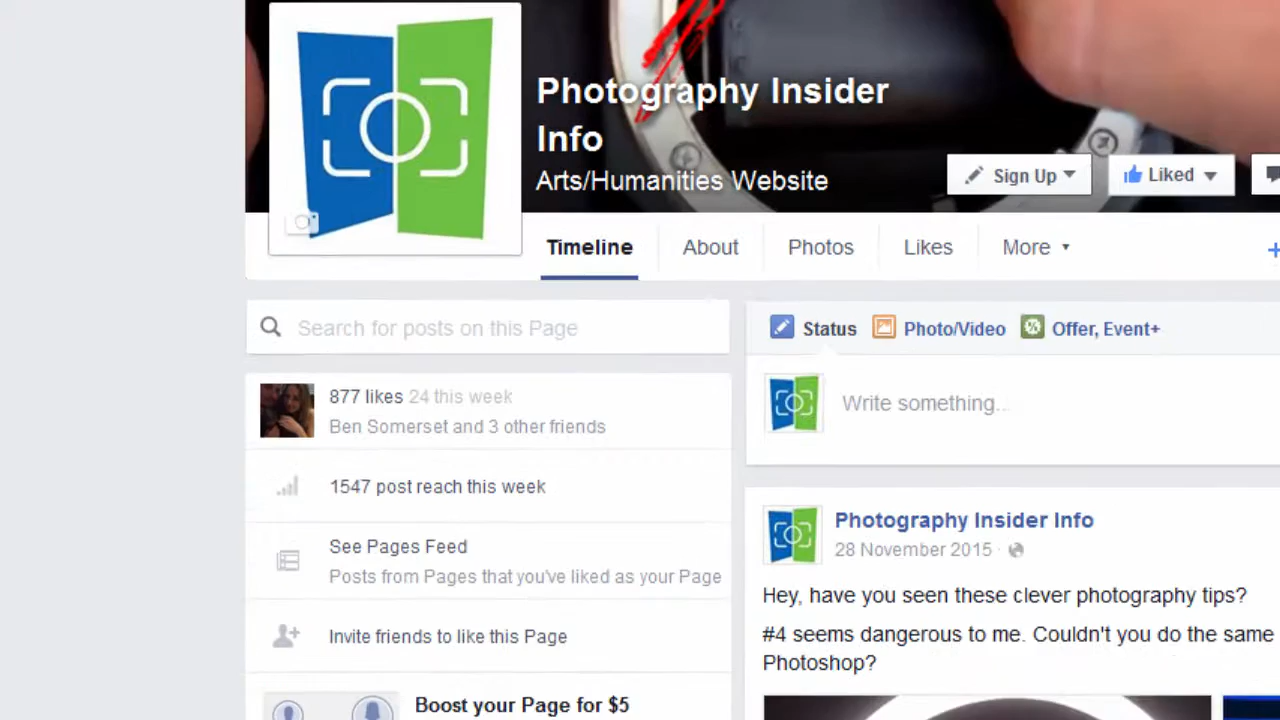 Photography Insider
Info
Arts/Humanities Website
Sign Up
Liked
Timeline
About
Photos
Likes
More
Search for posts on this Page
877 likes 24 this week
Ben Somerset and 3 other friends
1547 post reach this week
See Pages Feed
Posts from Pages that you've liked as your Page
Invite friends to like this Page
Boost your Page for $5
Status
Photo/Video
Offer, Event+
Write something...
Photography Insider Info
28 November 2015 ·
Hey, have you seen these clever photography tips?
#4 seems dangerous to me. Couldn't you do the same
Photoshop?